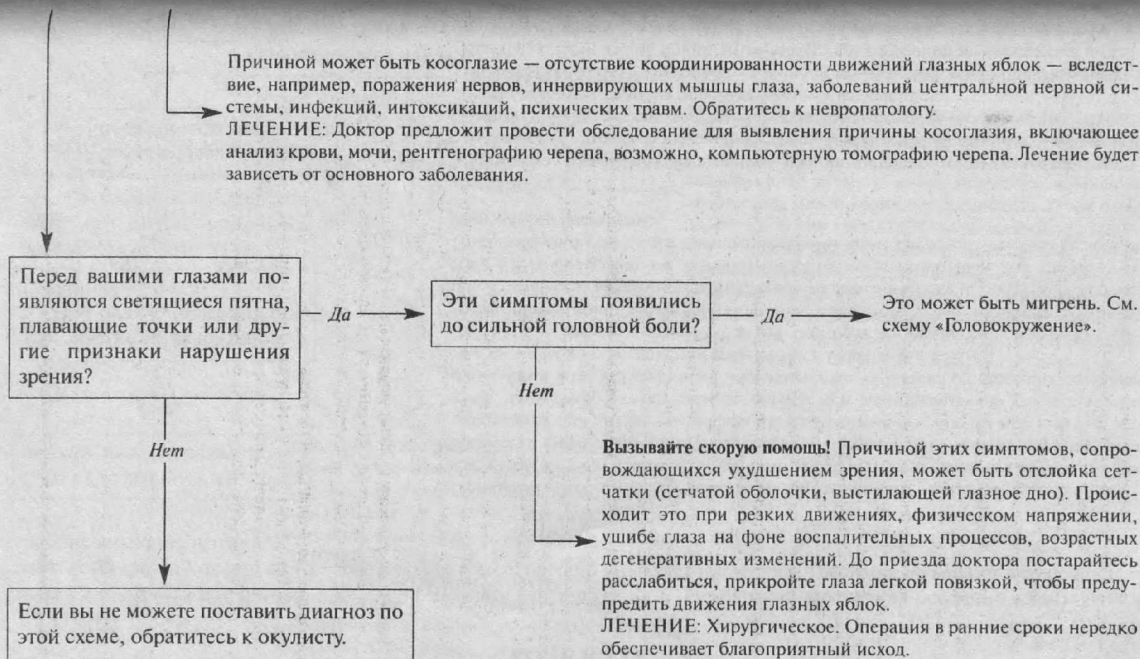 Причиной может быть косоглазие — отсутствие координированности движений глазных яблок — вследст-
вие, например, поражения нервов, иннервирующих мышцы глаза, заболеваний центральной нервной си-
стемы, инфекций, интоксикаций, психических травм. Обратитесь к невропатологу.
ЛЕЧЕНИЕ: Доктор предложит провести обследование для выявления причины косоглазия, включающее
анализ крови, мочи, рентгенографию черепа, возможно, компьютерную томографию черепа. Лечение будет
зависеть от основного заболевания.
Перед вашими глазами по-
являются светящиеся пятна,
плавающие точки или дру-
гие признаки нарушения
зрения?
Да
Эти симптомы появились
до сильной головной боли?
Да
Это может быть мигрень. См.
схему «Головокружение».
Нет
Нет
Вызывайте скорую помощь! Причиной этих симптомов, сопро-
вождающихся ухудшением зрения, может быть отслойка сет-
чатки (сетчатой оболочки, выстилающей глазное дно). Проис-
ходит это при резких движениях, физическом напряжении,
ушибе глаза на фоне воспалительных процессов, возрастных
дегенеративных изменений. До приезда доктора постарайтесь
расслабиться, прикройте глаза легкой повязкой, чтобы преду-
предить движения глазных яблок.
ЛЕЧЕНИЕ: Хирургическое. Операция в ранние сроки нередко
обеспечивает благоприятный исход.
Если вы не можете поставить диагноз по
этой схеме, обратитесь к окулисту.